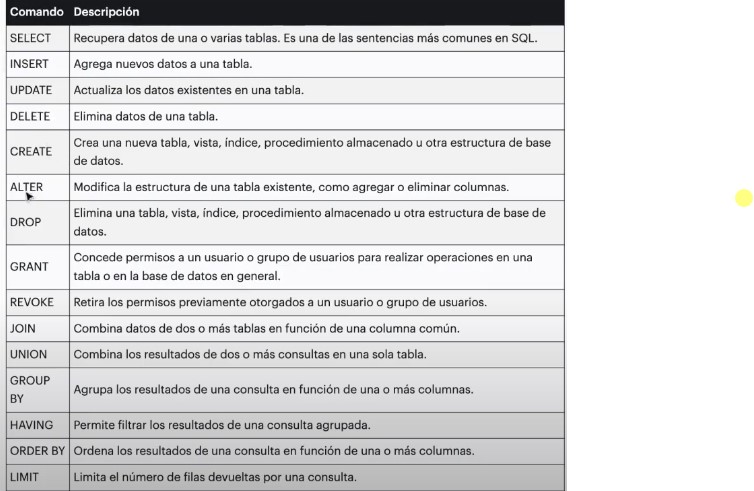 Comando Descripción
SELECT Recupera datos de una o varias tablas. Es una de las sentencias más comunes en SQL.
INSERT Agrega nuevos datos a una tabla.
UPDATE Actualiza los datos existentes en una tabla.
DELETE Elimina datos de una tabla.
CREATE Crea una nueva tabla, vista, índice, procedimiento almacenado u otra estructura de base
de datos.
ALTER Modifica la estructura de una tabla existente, como agregar o eliminar columnas.
DROP Elimina una tabla, vista, índice, procedimiento almacenado u otra estructura de base de
datos.
GRANT Concede permisos a un usuario o grupo de usuarios para realizar operaciones en una
tabla o en la base de datos en general.
REVOKE Retira los permisos previamente otorgados a un usuario o grupo de usuarios.
JOIN Combina datos de dos o más tablas en función de una columna común.
UNION Combina los resultados de dos o más consultas en una sola tabla.
GROUP
BY Agrupa los resultados de una consulta en función de una o más columnas.
HAVING Permite filtrar los resultados de una consulta agrupada.
ORDER BY Ordena los resultados de una consulta en función de una o más columnas.
LIMIT Limita el número de filas devueltas por una consulta.